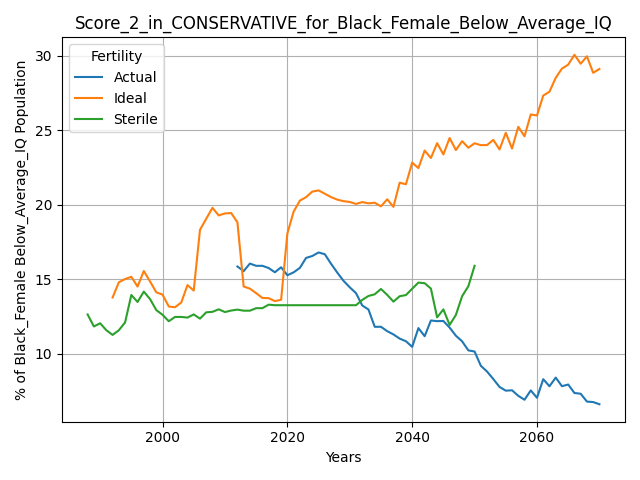 Score_2_in_CONSERVATIVE_for_Black_Female_Below_Average_IQ
% of Black_Female Below_Average_IQ Population
30
25
20
15
10
Fertility
Actual
Ideal
Sterile
2000
2020
2040
2060
Years